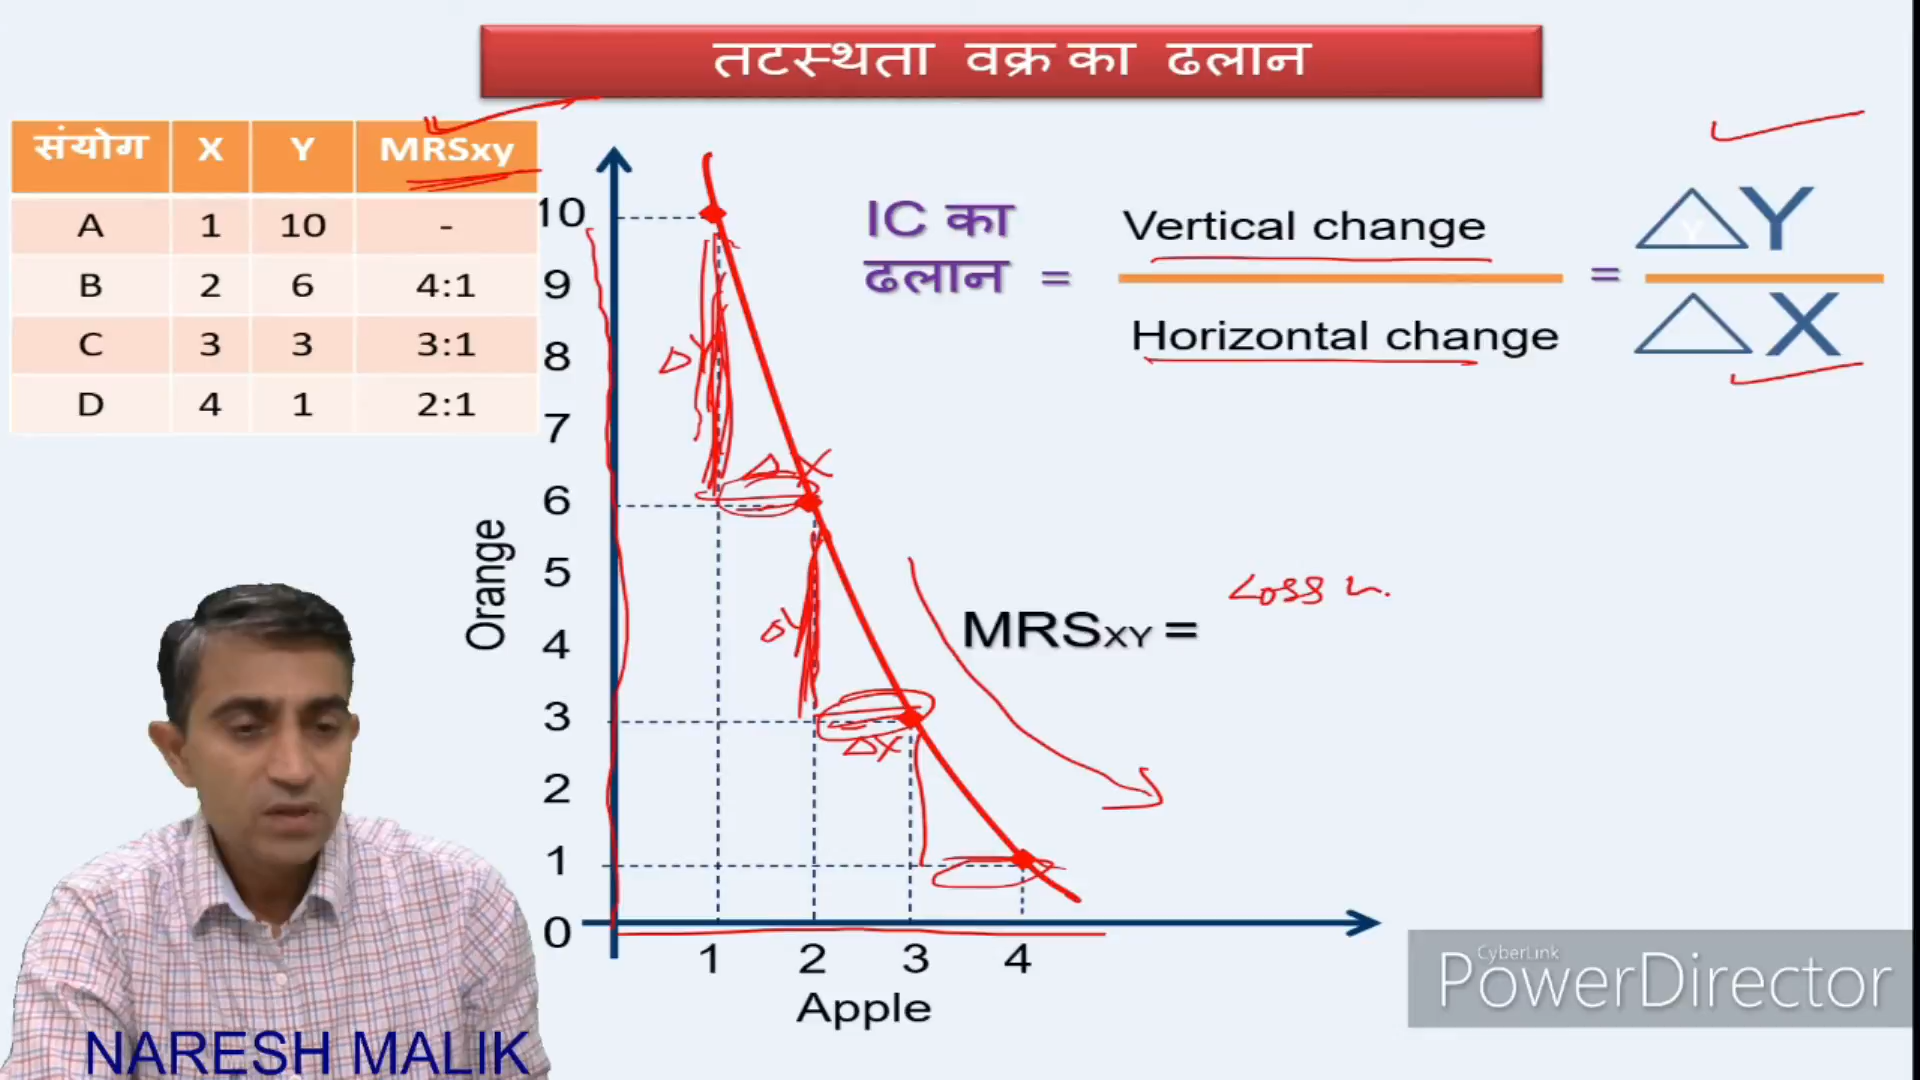 तटस्थता वक्र का ढलान
संयोग X Y MRSxy
A 1 10 -
B 2 6 4:1
C 3 3 3:1
D 4 1 2:1
IC का
ढलान =
Vertical change
Horizontal change
=
△Y
△X
10
9
8
7
6
5
4
3
2
1
0
Orange
1 2 3 4
Apple
ΔY
ΔX
ΔY
ΔX
MRSXY =
Loss
NARESH MALIK
CyberLink
PowerDirector